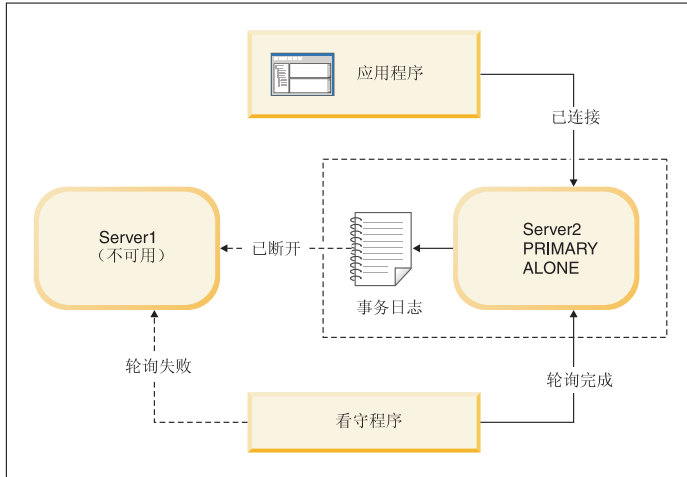 应用程序
已连接
Server1
（不可用）
已断开
事务日志
Server2
PRIMARY
ALONE
轮询失败
轮询完成
看守程序